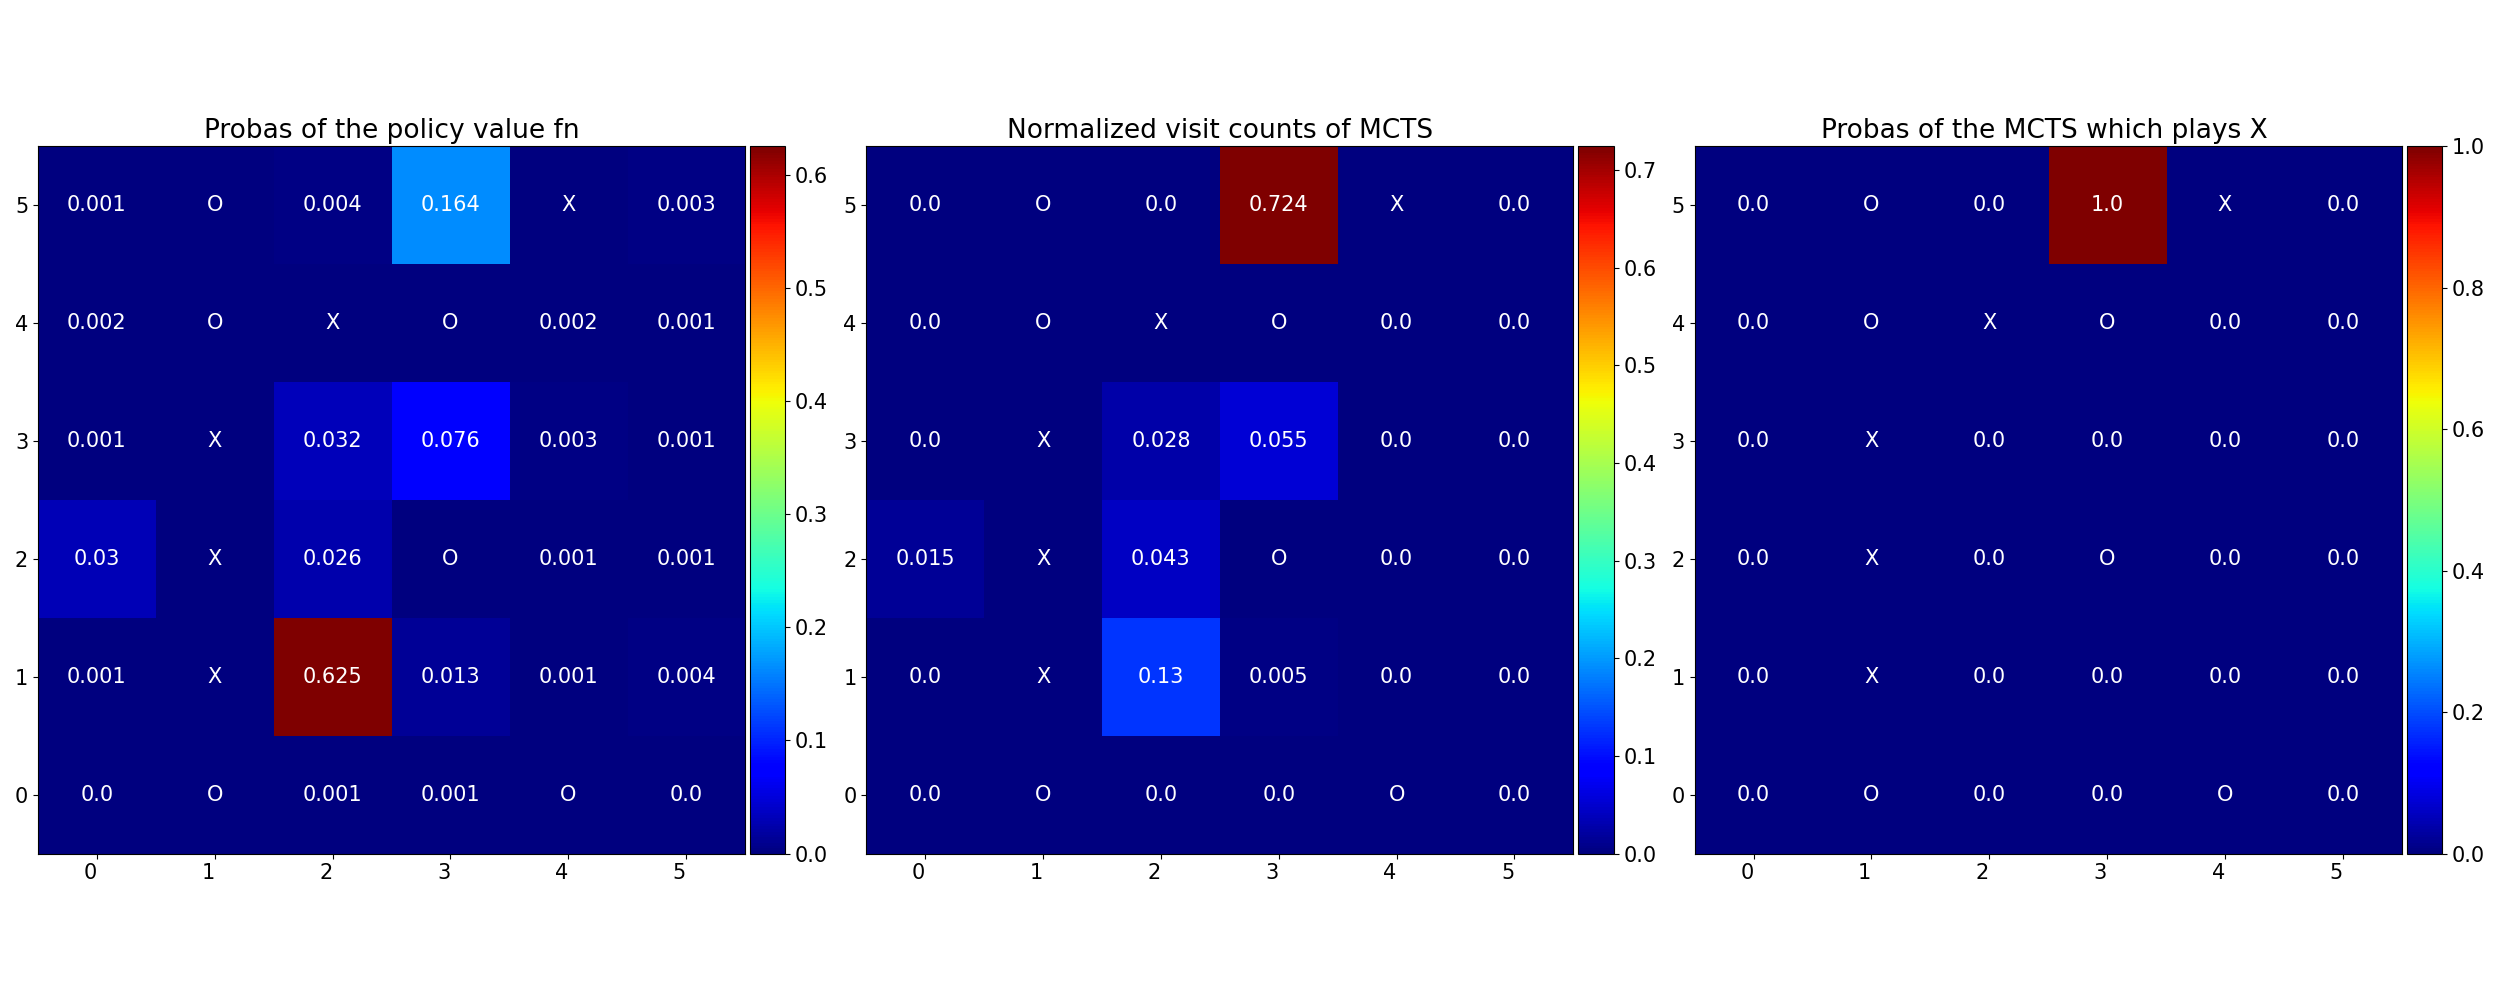 Probas of the policy value fn
5 0.001 O 0.004 0.164 X 0.003
4 0.002 O X O 0.002 0.001
3 0.001 X 0.032 0.076 0.003 0.001
2 0.03 X 0.026 O 0.001 0.001
1 0.001 X 0.625 0.013 0.001 0.004
0 0.0 O 0.001 0.001 O 0.0
0 1 2 3 4 5
0.6
0.5
0.4
0.3
0.2
0.1
0.0
Normalized visit counts of MCTS
5 0.0 O 0.0 0.724 X 0.0
4 0.0 O X O 0.0 0.0
3 0.0 X 0.028 0.055 0.0 0.0
2 0.015 X 0.043 O 0.0 0.0
1 0.0 X 0.13 0.005 0.0 0.0
0 0.0 O 0.0 0.0 O 0.0
0 1 2 3 4 5
0.7
0.6
0.5
0.4
0.3
0.2
0.1
0.0
Probas of the MCTS which plays X
5 0.0 O 0.0 1.0 X 0.0
4 0.0 O X O 0.0 0.0
3 0.0 X 0.0 0.0 0.0 0.0
2 0.0 X 0.0 O 0.0 0.0
1 0.0 X 0.0 0.0 0.0 0.0
0 0.0 O 0.0 0.0 O 0.0
0 1 2 3 4 5
1.0
0.8
0.6
0.4
0.2
0.0